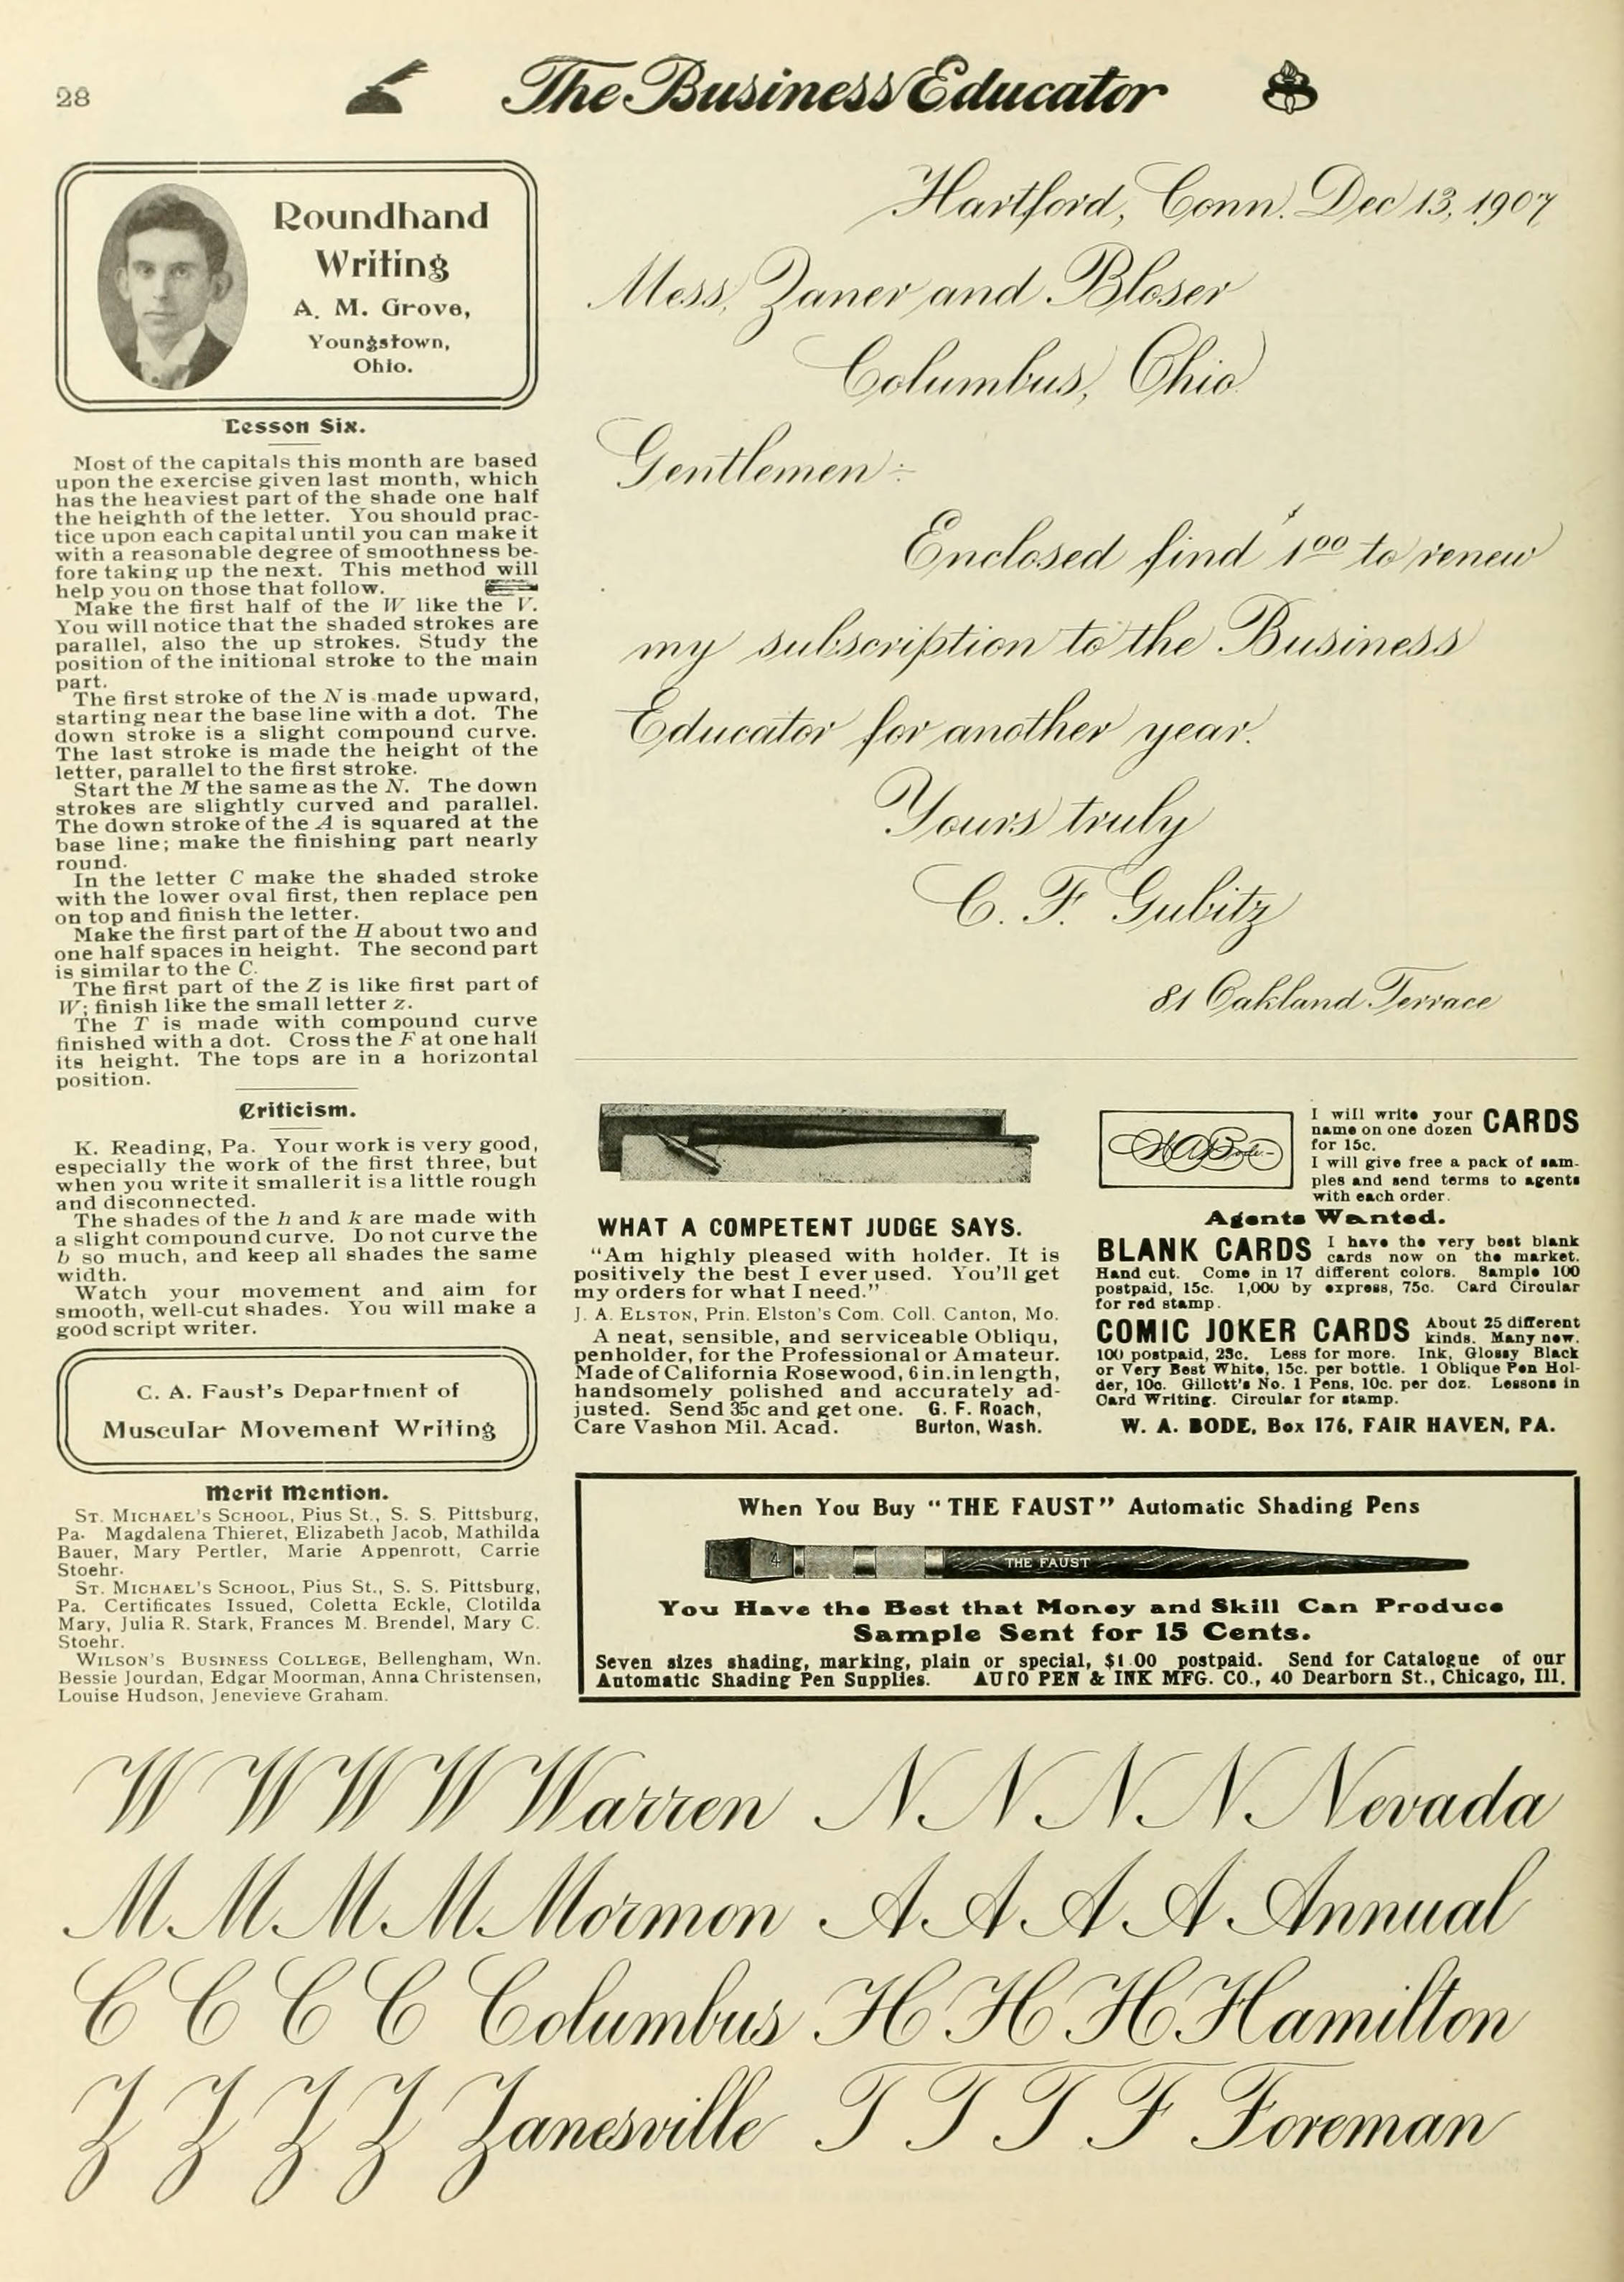 28
The Business Educator
Roundhand
Writing
A. M. Grove,
Youngstown,
Ohio.
Lesson Six.
Most of the capitals this month are based
upon the exercise given last month, which
has the heaviest part of the shade one half
the heighth of the letter. You should prac-
tice upon each capital until you can make it
with a reasonable degree of smoothness be-
fore taking up the next. This method will
help you on those that follow.
Make the first half of the W like the V.
You will notice that the shaded strokes are
parallel, also the up strokes. Study the
position of the initional stroke to the main
part.
The first stroke of the N is made upward,
starting near the base line with a dot. The
down stroke is a slight compound curve.
The last stroke is made the height of the
letter, parallel to the first stroke.
Start the M the same as the N. The down
strokes are slightly curved and parallel.
The down stroke of the A is squared at the
base line; make the finishing part nearly
round.
In the letter C make the shaded stroke
with the lower oval first, then replace pen
on top and finish the letter.
Make the first part of the H about two and
one half spaces in height. The second part
is similar to the C.
The first part of the Z is like first part of
W; finish like the small letter z.
The T is made with compound curve
finished with a dot. Cross the F at one half
its height. The tops are in a horizontal
position.
Criticism.
K. Reading, Pa. Your work is very good,
especially the work of the first three, but
when you write it smaller it is a little rough
and disconnected.
The shades of the h and k are made with
a slight compound curve. Do not curve the
b so much, and keep all shades the same
width.
Watch your movement and aim for
smooth, well-cut shades. You will make a
good script writer.
C. A. Faust's Department of
Muscular Movement Writing
Merit Mention.
ST. MICHAEL'S SCHOOL, Pius St., S. S. Pittsburg,
Pa. Magdalena Thieret, Elizabeth Jacob, Mathilda
Bauer, Mary Pertler, Marie Appenrott, Carrie
Stoehr.
ST. MICHAEL'S SCHOOL, Pius St., S. S. Pittsburg,
Pa. Certificates Issued, Coletta Eckle, Clotilda
Mary, Julia R. Stark, Frances M. Brendel, Mary C.
Stoehr.
WILSON'S BUSINESS COLLEGE, Bellengham, Wn.
Bessie Jourdan, Edgar Moorman, Anna Christensen,
Louise Hudson, Jenevieve Graham.
Hartford, Conn. Dec 13, 1907
Mess, Zaner and Bloser
Columbus, Ohio
Gentlemen:-
Enclosed find $1.00 to renew
my subscription to the Business
Educator for another year.
Yours truly
C. F. Gubitz
81 Oakland Terrace
WHAT A COMPETENT JUDGE SAYS.
"Am highly pleased with holder. It is
positively the best I ever used. You'll get
my orders for what I need."
J. A. ELSTON, Prin. Elston's Com. Coll. Canton, Mo.
A neat, sensible, and serviceable Obliqu,
penholder, for the Professional or Amateur.
Made of California Rosewood, 6 in. in length,
handsomely polished and accurately ad-
justed. Send 35c and get one. G. F. Roach,
Care Vashon Mil. Acad. Burton, Wash.
W. A. Bode.
I will write your CARDS
name on one dozen
for 15c.
I will give free a pack of sam-
ples and send terms to agents
with each order.
Agents Wanted.
BLANK CARDS I have the very best blank
cards now on the market.
Hand cut. Come in 17 different colors. Sample 100
postpaid, 15c. 1,000 by express, 75c. Card Circular
for red stamp.
COMIC JOKER CARDS About 25 different
kinds. Many new.
100 postpaid, 23c. Less for more. Ink, Glossy Black
or Very Best White, 15c. per bottle. 1 Oblique Pen Hol-
der, 10c. Gillott's No. 1 Pens, 10c. per doz. Lessons in
Card Writing. Circular for stamp.
W. A. BODE, Box 176, FAIR HAVEN, PA.
When You Buy "THE FAUST" Automatic Shading Pens
4 THE FAUST
You Have the Best that Money and Skill Can Produce
Sample Sent for 15 Cents.
Seven sizes shading, marking, plain or special, $1.00 postpaid. Send for Catalogue of our
Automatic Shading Pen Supplies. AUTO PEN & INK MFG. CO., 40 Dearborn St., Chicago, Ill.
W W W W Warren N N N N Nevada
M M M M Mormon A A A A Annual
C C C C Columbus H H H Hamilton
Z Z Z Z Zanesville T T T F Foreman